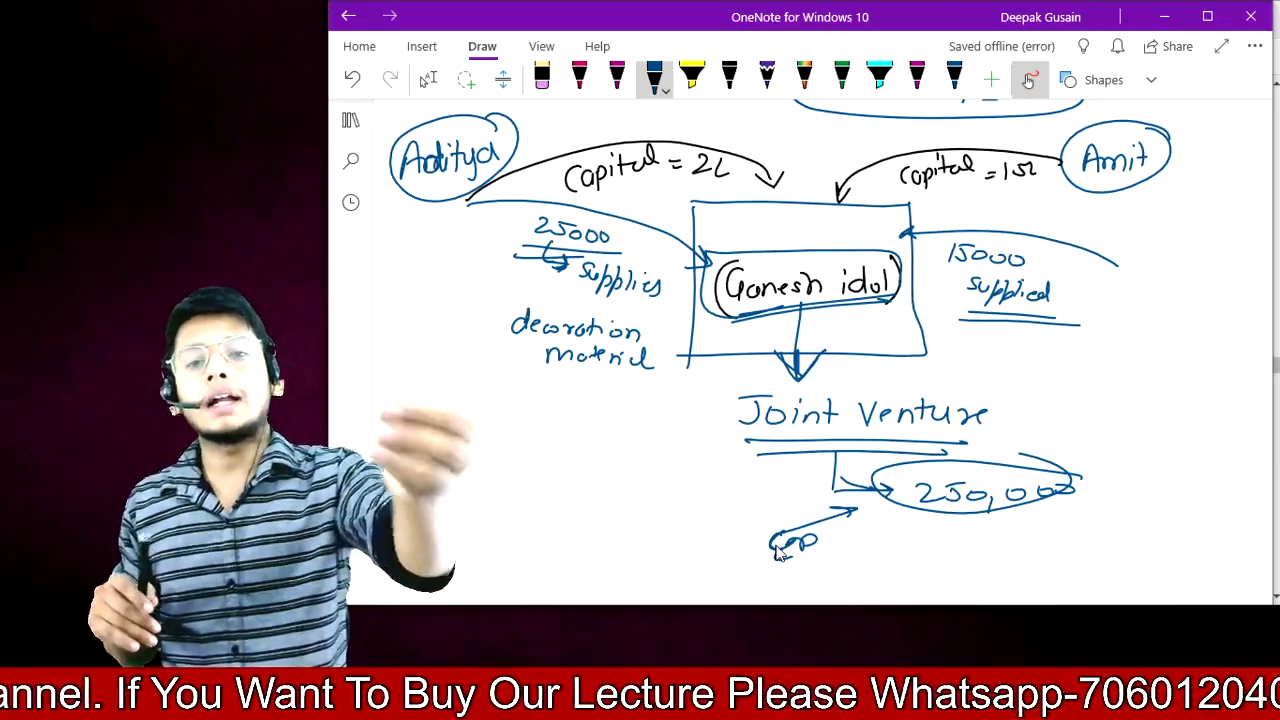 OneNote for Windows 10
Deepak Gusain
Home Insert Draw View Help
Saved offline (error)
Share
Shapes
Aditya
Capital = 2L
Capital = 15L
Amit
25000
supplies
decoration
material
Ganesh idol
15000
supplied
Joint Venture
250,000
annel. If You Want To Buy Our Lecture Please Whatsapp-706012040